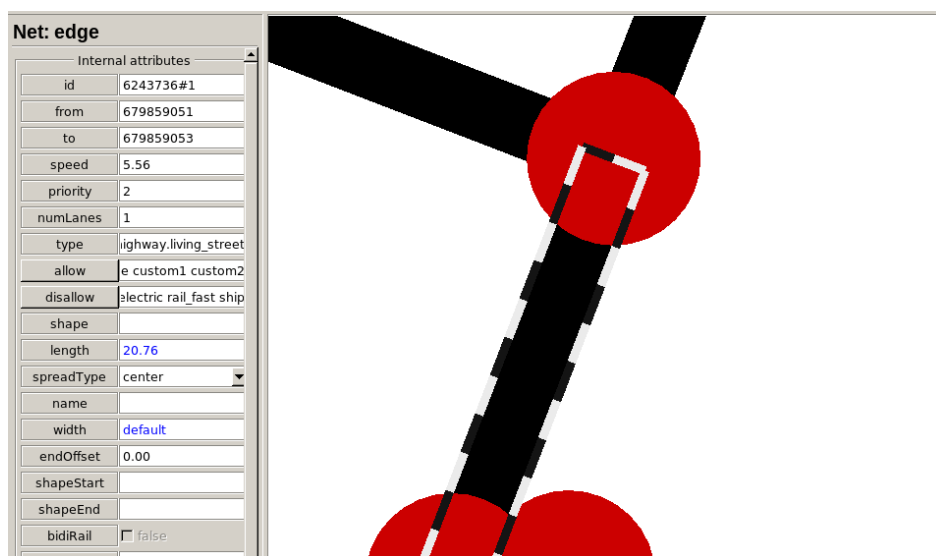 Net: edge
Internal attributes
id 6243736#1
from 679859051
to 679859053
speed 5.56
priority 2
numLanes 1
type highway.living_street
allow e custom1 custom2
disallow electric rail_fast ship
shape
length 20.76
spreadType center
name
width default
endOffset 0.00
shapeStart
shapeEnd
bidiRail false